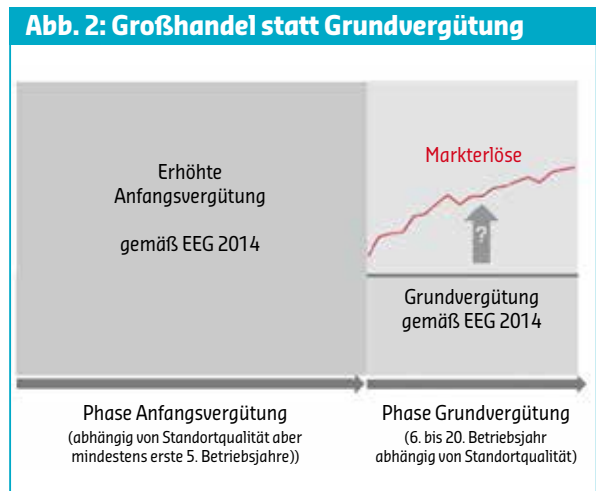 Abb. 2: Großhandel statt Grundvergütung
Erhöhte
Anfangsvergütung
gemäß EEG 2014
Markterlöse
?
Grundvergütung
gemäß EEG 2014
Phase Anfangsvergütung
(abhängig von Standortqualität aber
mindestens erste 5. Betriebsjahre))
Phase Grundvergütung
(6. bis 20. Betriebsjahr
abhängig von Standortqualität)